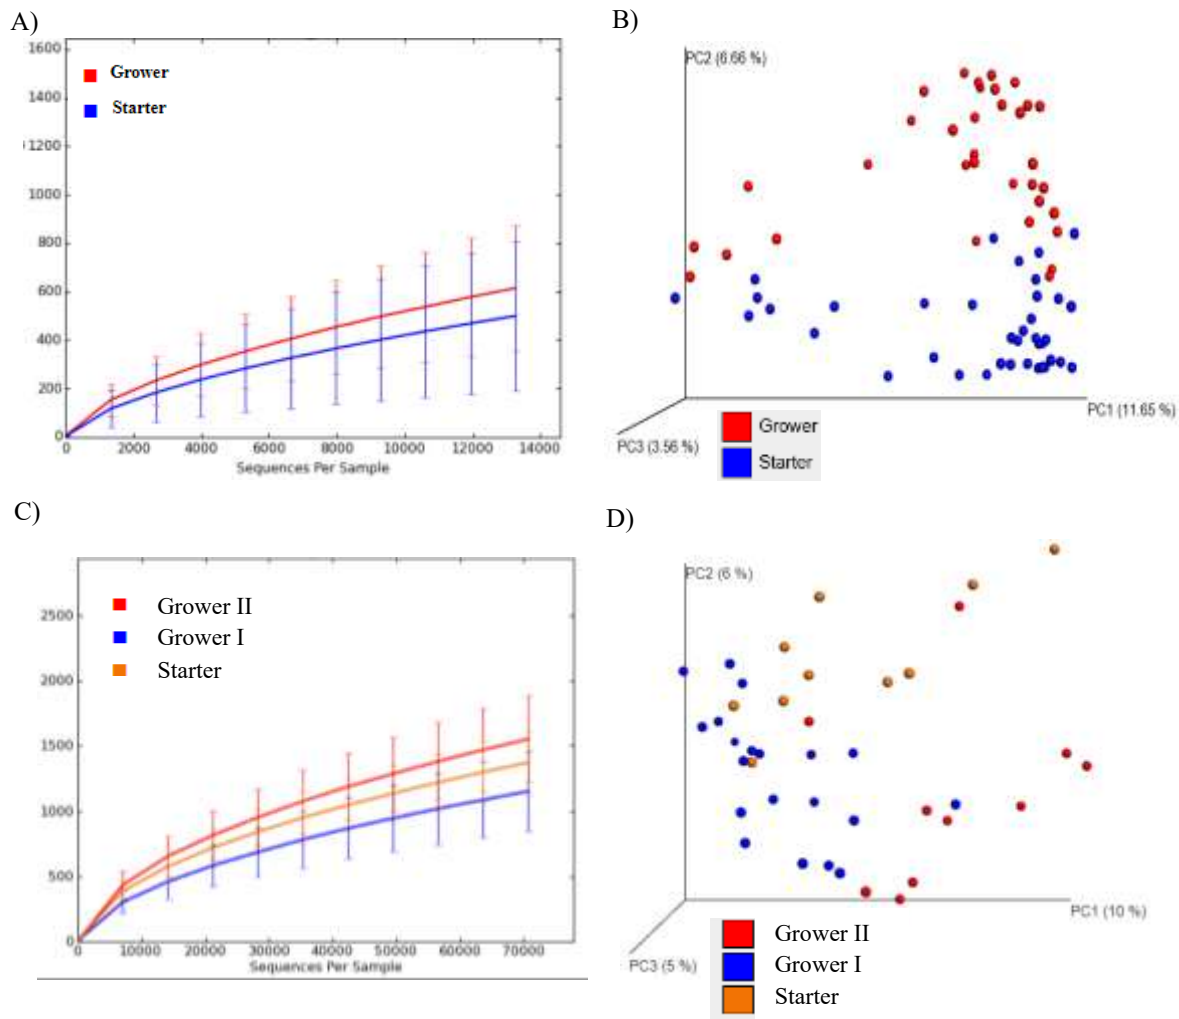 A)
1600
1400
1200
1000
800
600
400
200
0
Grower
Starter
0 2000 4000 6000 8000 10000 12000 14000
Sequences Per Sample
B)
PC2 (6.66 %)
PC1 (11.65 %)
PC3 (3.56 %)
Grower
Starter
C)
2500
2000
1500
1000
500
0
Grower II
Grower I
Starter
0 10000 20000 30000 40000 50000 60000 70000
Sequences Per Sample
D)
PC2 (6 %)
PC1 (10 %)
PC3 (5 %)
Grower II
Grower I
Starter